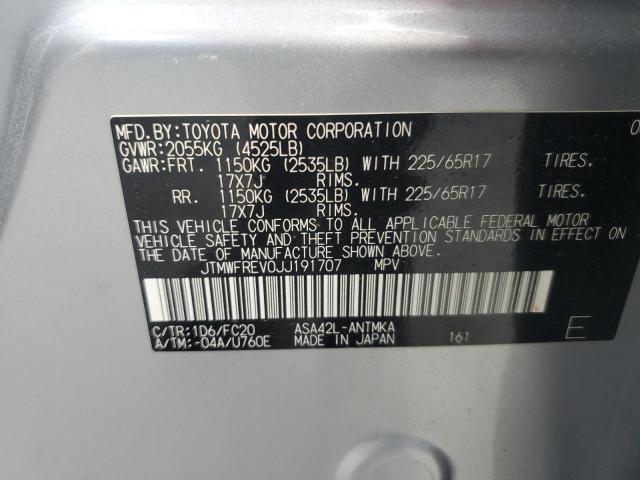 MFD.BY:TOYOTA MOTOR CORPORATION 0
GVWR:2055KG (4525LB)
GAWR:FRT. 1150KG (2535LB) WITH 225/65R17 TIRES.
17X7J RIMS.
RR. 1150KG (2535LB) WITH 225/65R17 TIRES.
17X7J RIMS.
THIS VEHICLE CONFORMS TO ALL APPLICABLE FEDERAL MOTOR
VEHICLE SAFETY AND THEFT PREVENTION STANDARDS IN EFFECT ON
THE DATE OF MANUFACTURE SHOWN ABOVE.
JTMWFREV0JJ191707 MPV
C/TR:1D6/FC20 ASA42L-ANTMKA E
A/TM:-04A/U760E MADE IN JAPAN 161